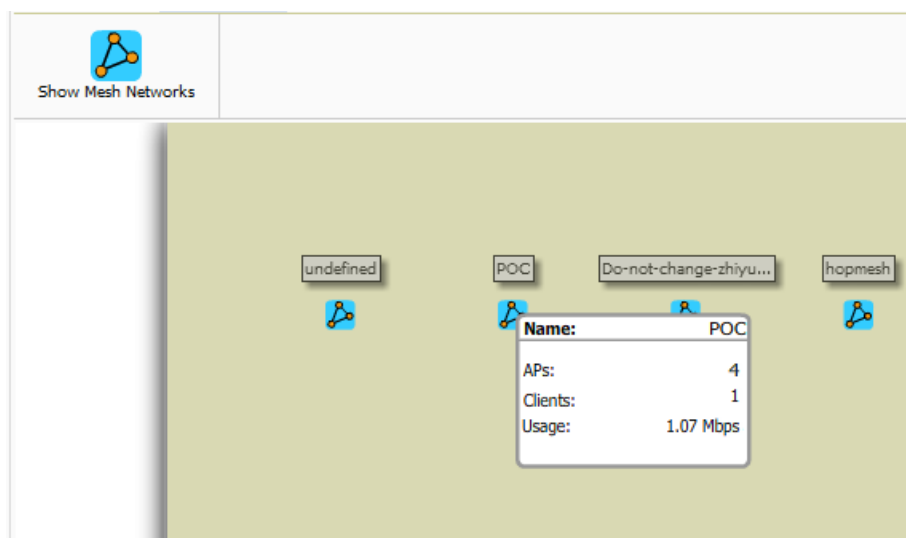 Show Mesh Networks
undefined
POC
Do-not-change-zhiyu...
hopmesh
Name: POC
APs: 4
Clients: 1
Usage: 1.07 Mbps